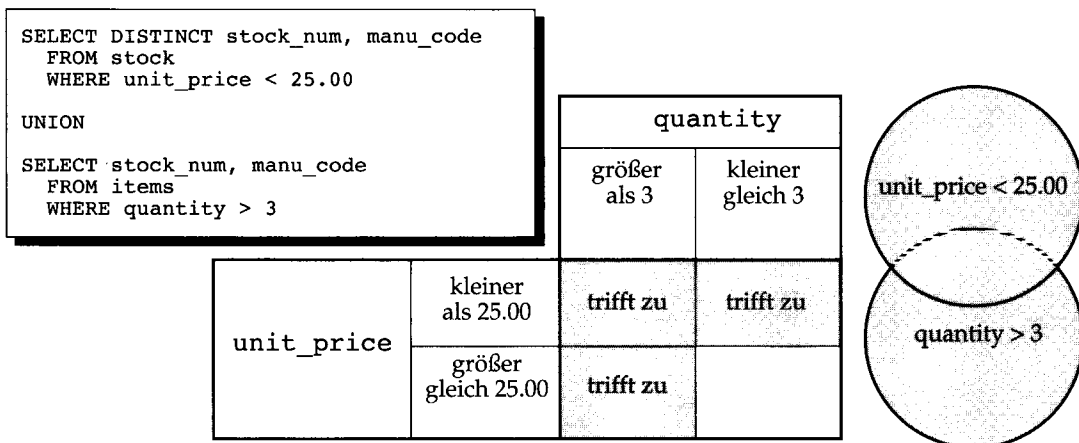 SELECT DISTINCT stock_num, manu_code
FROM stock
WHERE unit_price < 25.00
UNION
SELECT stock_num, manu_code
FROM items
WHERE quantity > 3
quantity
größer
als 3
kleiner
gleich 3
unit_price
kleiner
als 25.00
trifft zu
trifft zu
größer
gleich 25.00
trifft zu
unit_price < 25.00
quantity > 3